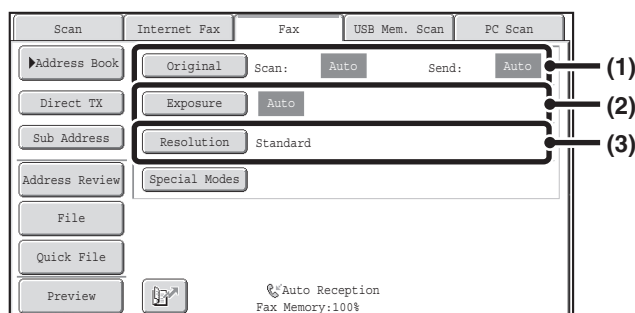 Scan Internet Fax Fax USB Mem. Scan PC Scan
Address Book Original Scan: Auto Send: Auto (1)
Direct TX Exposure Auto (2)
Sub Address Resolution Standard (3)
Address Review Special Modes
File
Quick File
Preview Auto Reception
Fax Memory:100%